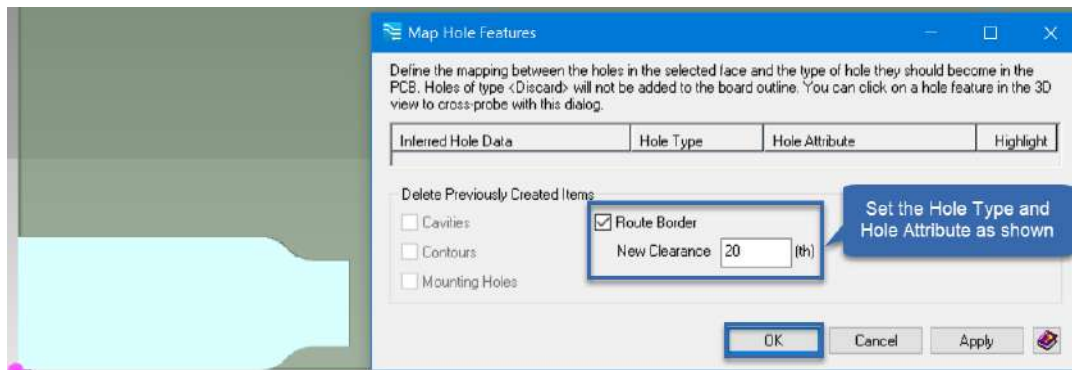 Map Hole Features
Define the mapping between the holes in the selected face and the type of hole they should become in the
PCB. Holes of type <Discard> will not be added to the board outline. You can click on a hole feature in the 3D
view to cross-probe with this dialog.
Inferred Hole Data Hole Type Hole Attribute Highlight
Delete Previously Created Items
Cavities
Contours
Mounting Holes
Route Border
New Clearance 20 (th)
Set the Hole Type and
Hole Attribute as shown
OK Cancel Apply